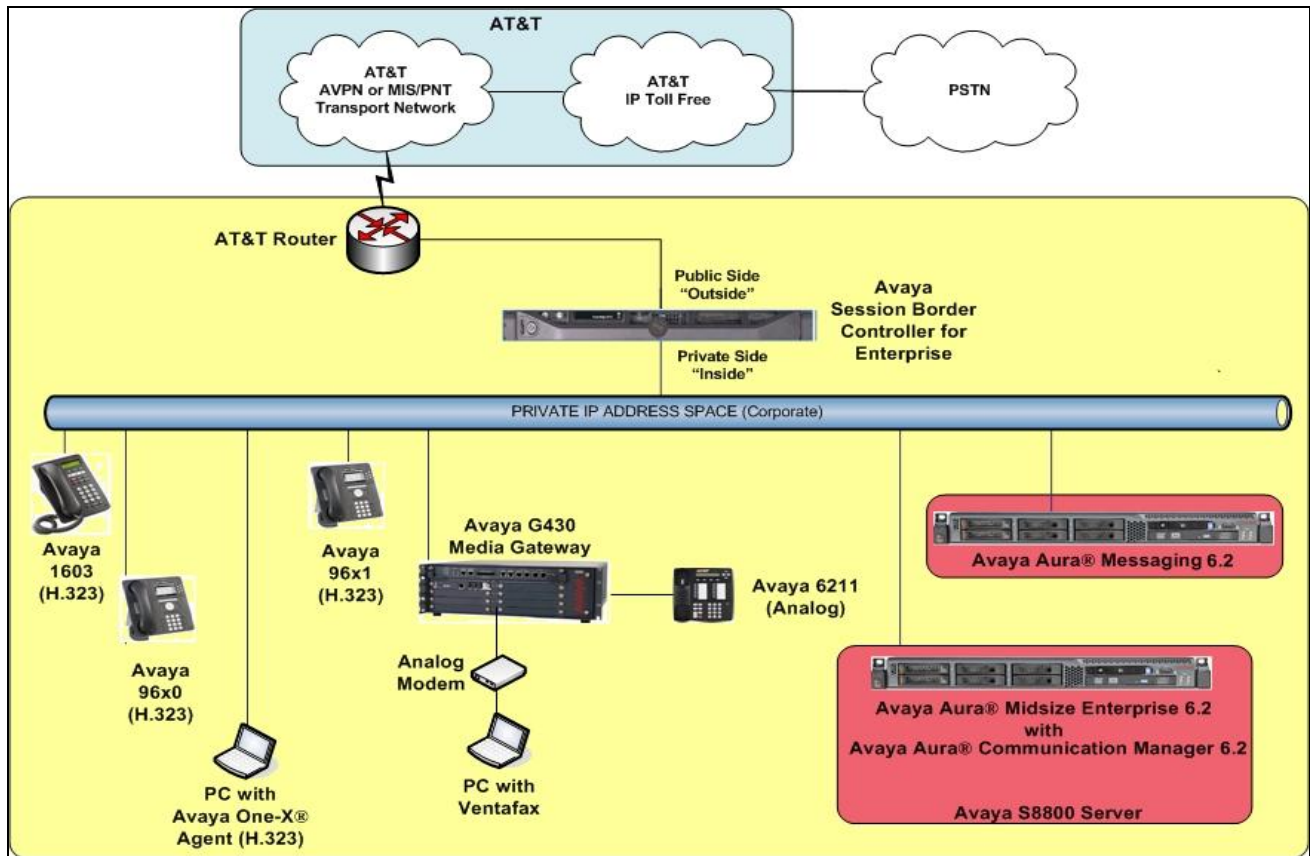 AT&T
AT&T
AVPN or MIS/PNT
Transport Network
AT&T
IP Toll Free
PSTN
AT&T Router
Public Side
“Outside”
Avaya
Session Border
Controller for
Enterprise
Private Side
“Inside”
PRIVATE IP ADDRESS SPACE (Corporate)
Avaya
1603
(H.323)
Avaya
96x0
(H.323)
PC with
Avaya One-X®
Agent (H.323)
Avaya
96x1
(H.323)
Avaya G430
Media Gateway
Avaya 6211
(Analog)
Analog
Modem
PC with
Ventafax
Avaya Aura® Messaging 6.2
Avaya Aura® Midsize Enterprise 6.2
with
Avaya Aura® Communication Manager 6.2
Avaya S8800 Server